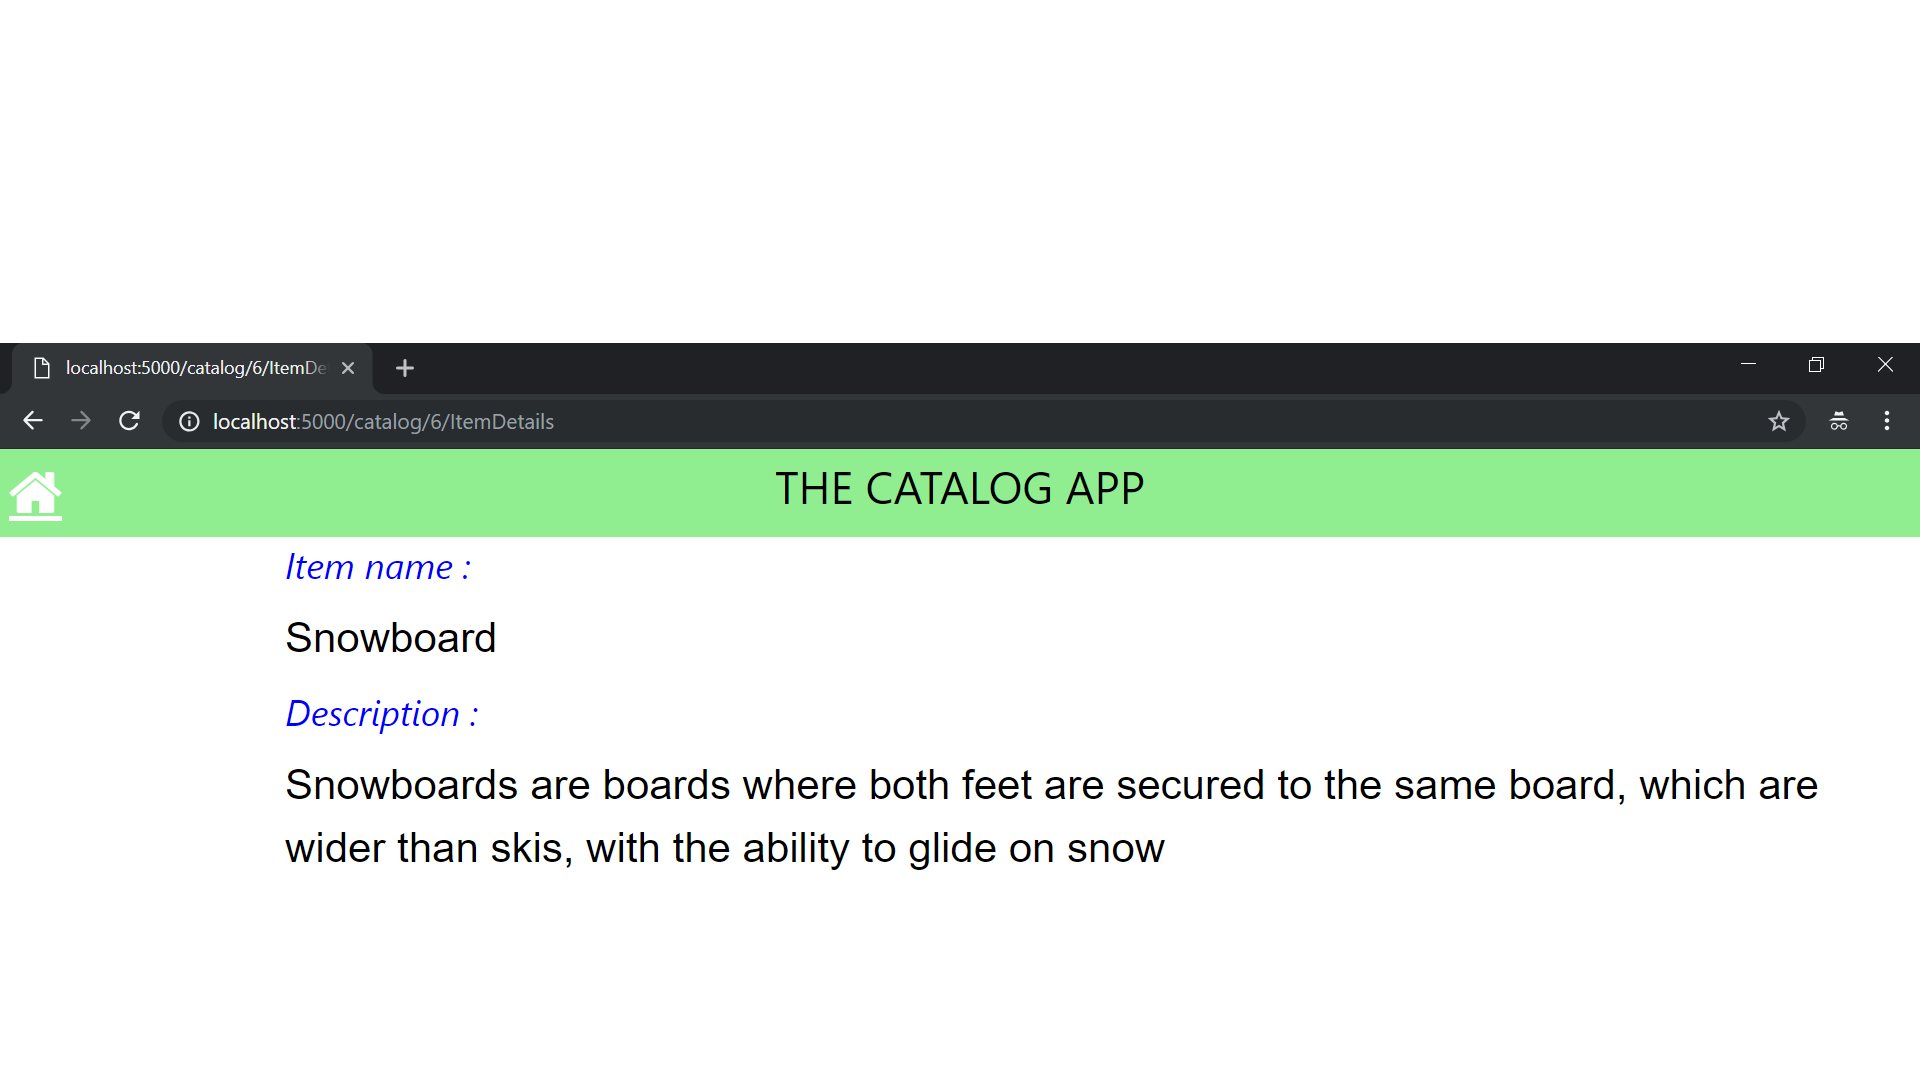 localhost:5000/catalog/6/ItemDe
localhost:5000/catalog/6/ItemDetails
THE CATALOG APP
Item name :
Snowboard
Description :
Snowboards are boards where both feet are secured to the same board, which are
wider than skis, with the ability to glide on snow